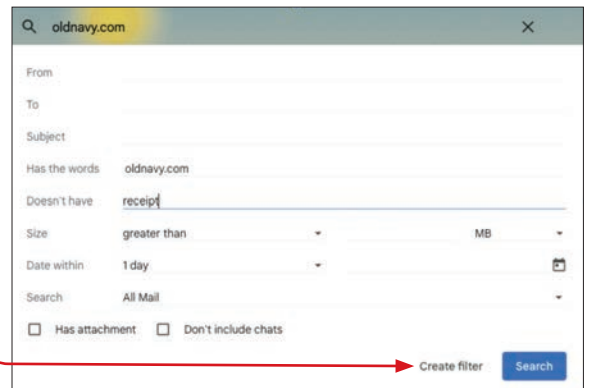 oldnavy.com
From
To
Subject
Has the words oldnavy.com
Doesn't have receipt
Size greater than MB
Date within 1 day
Search All Mail
Has attachment Don't include chats
Create filter Search